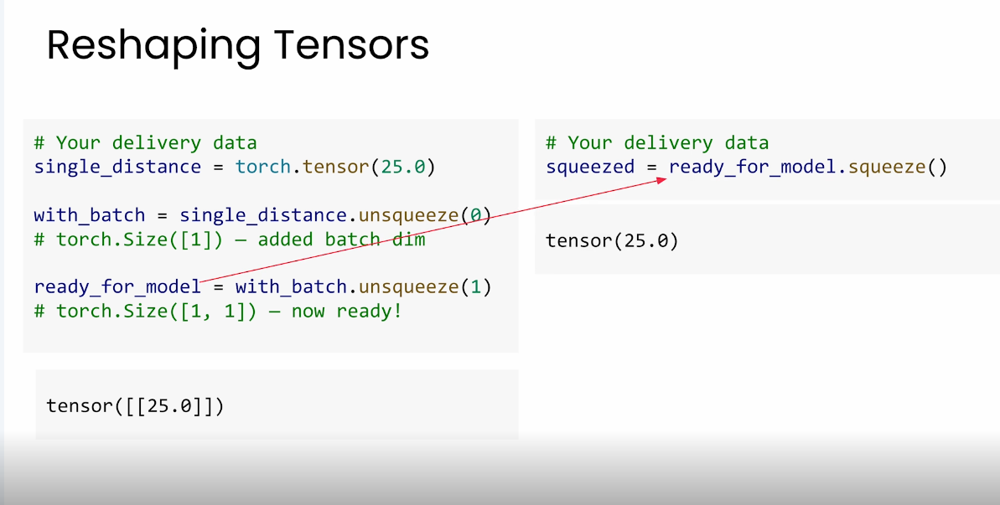 Reshaping Tensors
# Your delivery data
single_distance = torch.tensor(25.0)
with_batch = single_distance.unsqueeze(0)
# torch.Size([1]) — added batch dim
ready_for_model = with_batch.unsqueeze(1)
# torch.Size([1, 1]) — now ready!
tensor([[25.0]])
# Your delivery data
squeezed = ready_for_model.squeeze()
tensor(25.0)